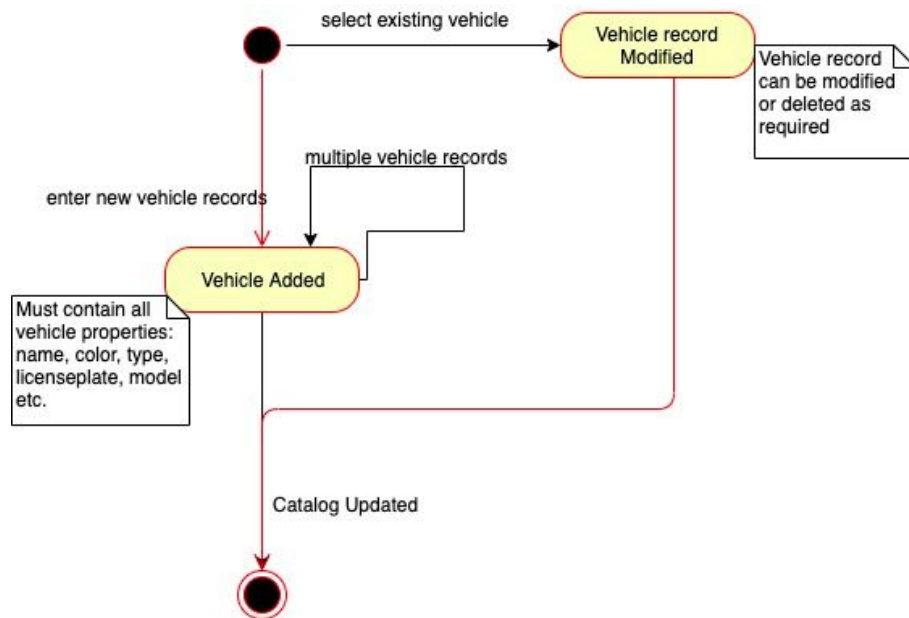 select existing vehicle
Vehicle record
Modified
Vehicle record
can be modified
or deleted as
required
multiple vehicle records
enter new vehicle records
Vehicle Added
Must contain all
vehicle properties:
name, color, type,
licenseplate, model
etc.
Catalog Updated